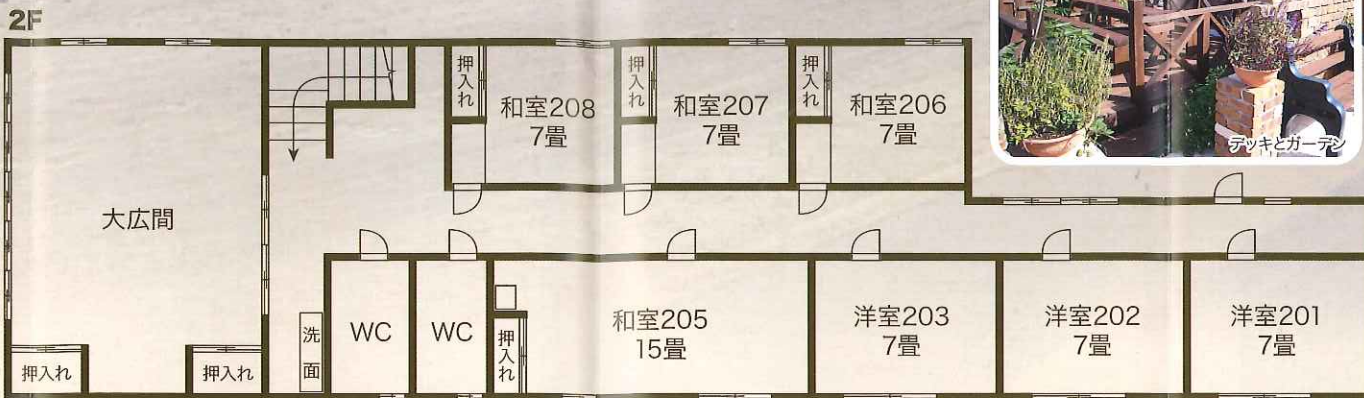 2F
デッキとガーデン
押入れ
和室208
7畳
押入れ
和室207
7畳
押入れ
和室206
7畳
大広間
押入れ
押入れ
洗面
WC
WC
押入れ
和室205
15畳
洋室203
7畳
洋室202
7畳
洋室201
7畳